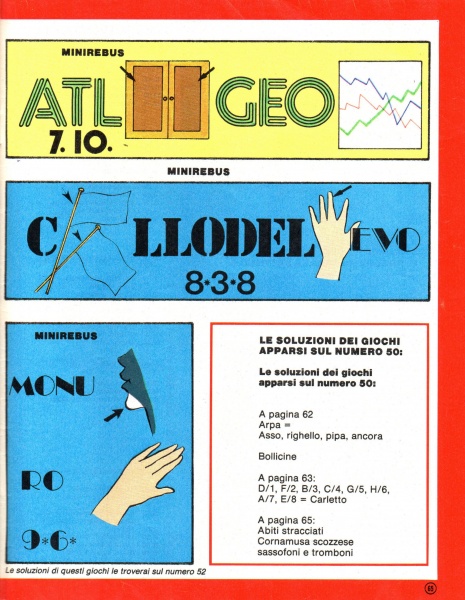 MINIREBUS
ATL GEO
7. 10.
MINIREBUS
C LLODEL EVO
8·3·8
MINIREBUS
MONU
RO
9*6*
LE SOLUZIONI DEI GIOCHI
APPARSI SUL NUMERO 50:
Le soluzioni dei giochi
apparsi sul numero 50:
A pagina 62
Arpa =
Asso, righello, pipa, ancora
Bollicine
A pagina 63:
D/1, F/2, B/3, C/4, G/5, H/6,
A/7, E/8 = Carletto
A pagina 65:
Abiti stracciati
Cornamusa scozzese
sassofoni e tromboni
Le soluzioni di questi giochi le troverai sul numero 52